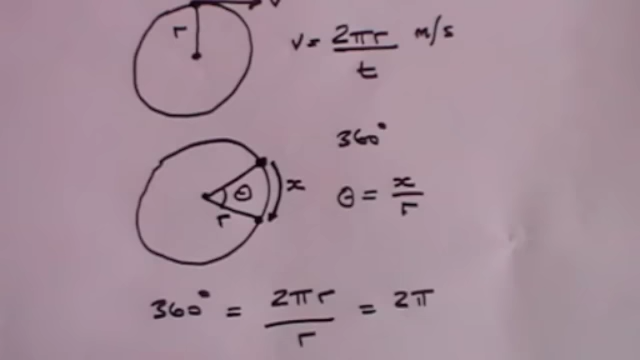 v
r
v = 2πr/t m/s
360°
θ
x
r
θ = x/r
360° = 2πr/r = 2π